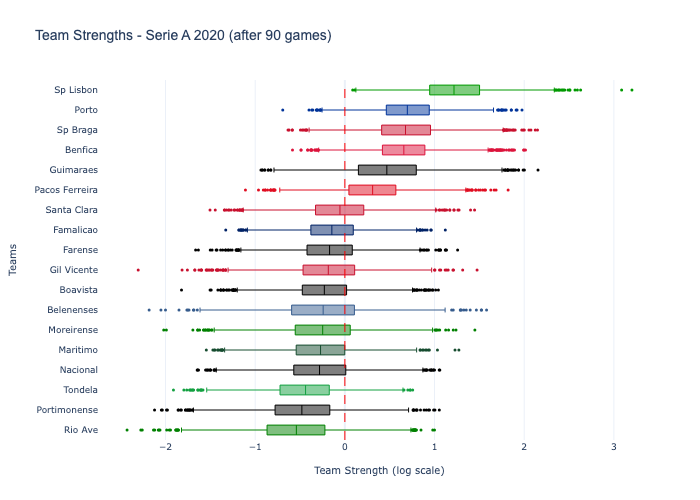 Team Strengths - Serie A 2020 (after 90 games)
Sp Lisbon
Porto
Sp Braga
Benfica
Guimaraes
Pacos Ferreira
Santa Clara
Famalicao
Farense
Gil Vicente
Boavista
Belenenses
Moreirense
Maritimo
Nacional
Tondela
Portimonense
Rio Ave
Teams
−2 −1 0 1 2 3
Team Strength (log scale)